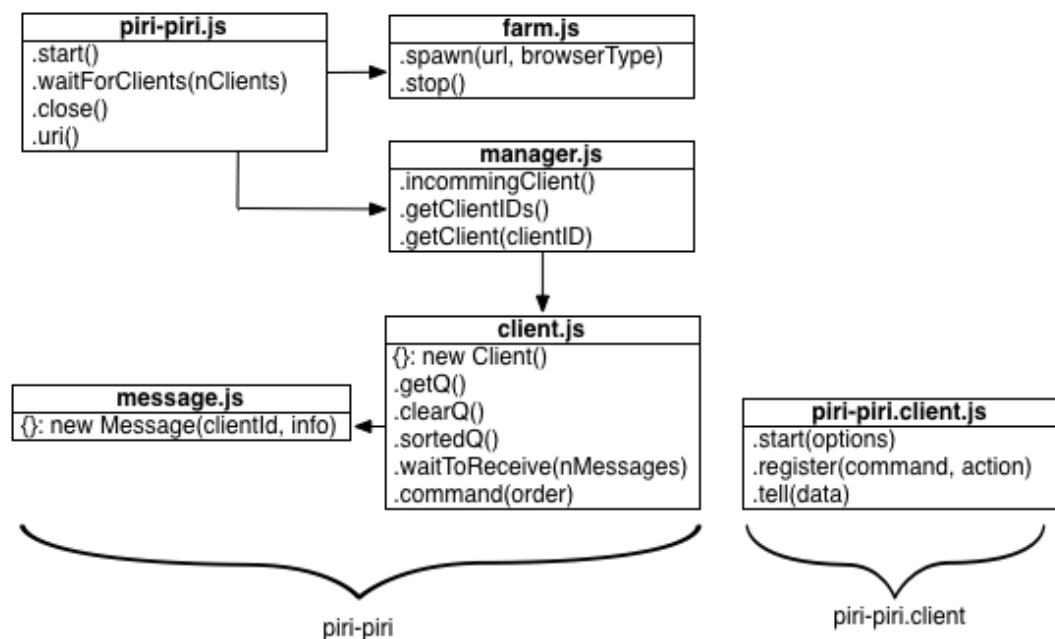 piri-piri.js
.start()
.waitForClients(nClients)
.close()
.uri()
farm.js
.spawn(url, browserType)
.stop()
manager.js
.incommingClient()
.getClientIDs()
.getClient(clientID)
client.js
{}: new Client()
.getQ()
.clearQ()
.sortedQ()
.waitToReceive(nMessages)
.command(order)
message.js
{}: new Message(clientId, info)
piri-piri.client.js
.start(options)
.register(command, action)
.tell(data)
piri-piri
piri-piri.client